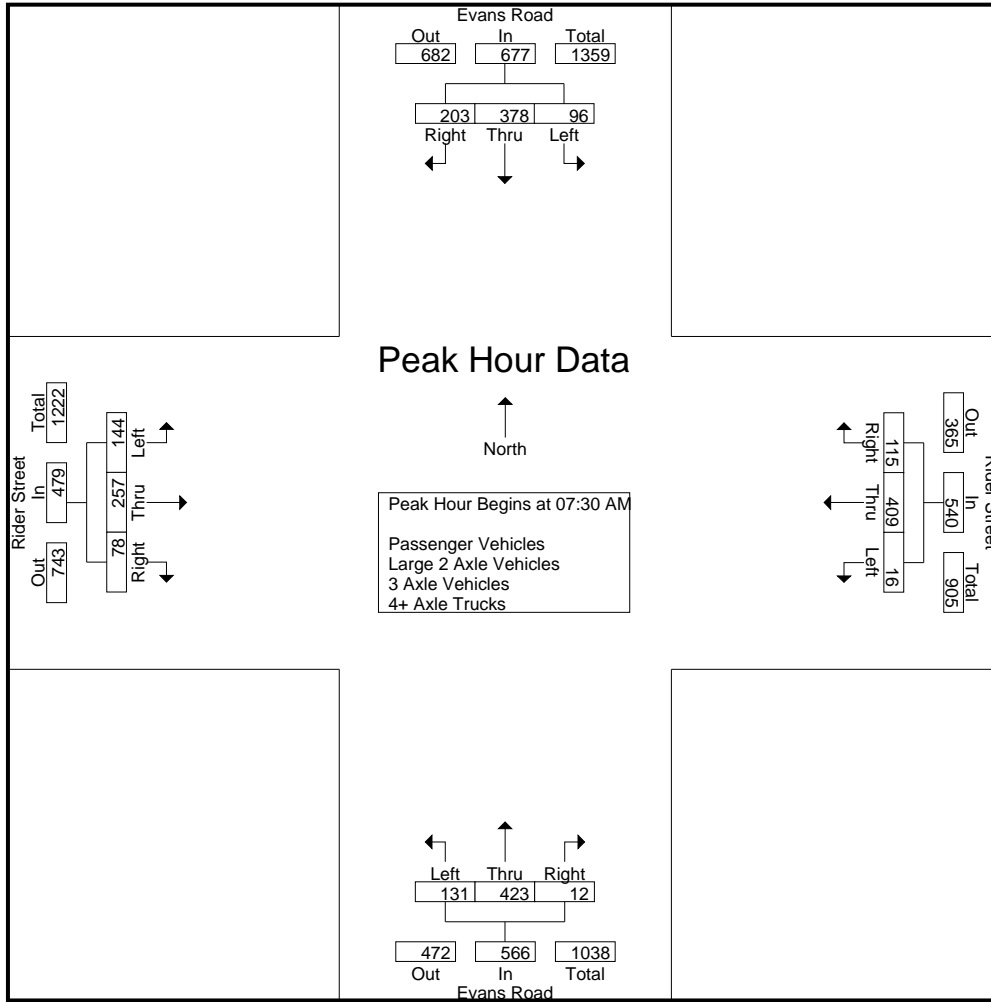 Evans Road
Out In Total
682 677 1359
203 378 96
Right Thru Left
Peak Hour Data
North
Peak Hour Begins at 07:30 AM
Passenger Vehicles
Large 2 Axle Vehicles
3 Axle Vehicles
4+ Axle Trucks
Rider Street
Out In Total
743 479 1222
78 257 144
Right Thru Left
Rider Street
Out In Total
365 540 905
115 409 16
Right Thru Left
Left Thru Right
131 423 12
472 566 1038
Out In Total
Evans Road